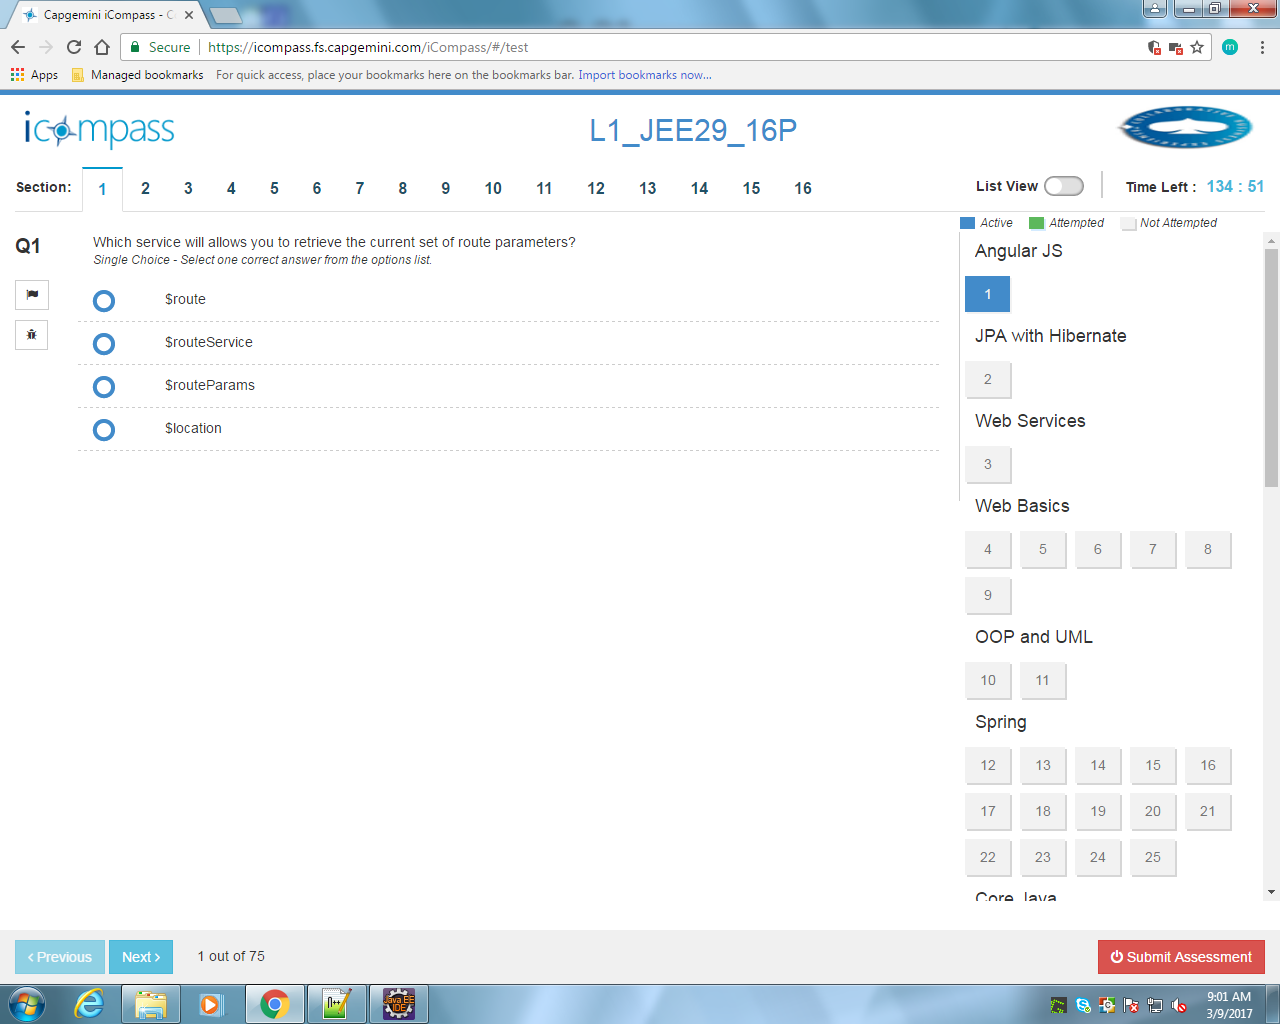 Capgemini iCompass - C
Secure
https://icompass.fs.capgemini.com/iCompass/#/test
m
Apps
Managed bookmarks
For quick access, place your bookmarks here on the bookmarks bar. Import bookmarks now...
icompass
L1_JEE29_16P
Section: 1 2 3 4 5 6 7 8 9 10 11 12 13 14 15 16
List View
Time Left : 134 : 51
Active Attempted Not Attempted
Q1
Which service will allows you to retrieve the current set of route parameters?
Single Choice - Select one correct answer from the options list.
$route
$routeService
$routeParams
$location
Angular JS
1
JPA with Hibernate
2
Web Services
3
Web Basics
4 5 6 7 8
9
OOP and UML
10 11
Spring
12 13 14 15 16
17 18 19 20 21
22 23 24 25
Core Java
‹ Previous
Next ›
1 out of 75
Submit Assessment
N++
Java EE
IDE
9:01 AM
3/9/2017